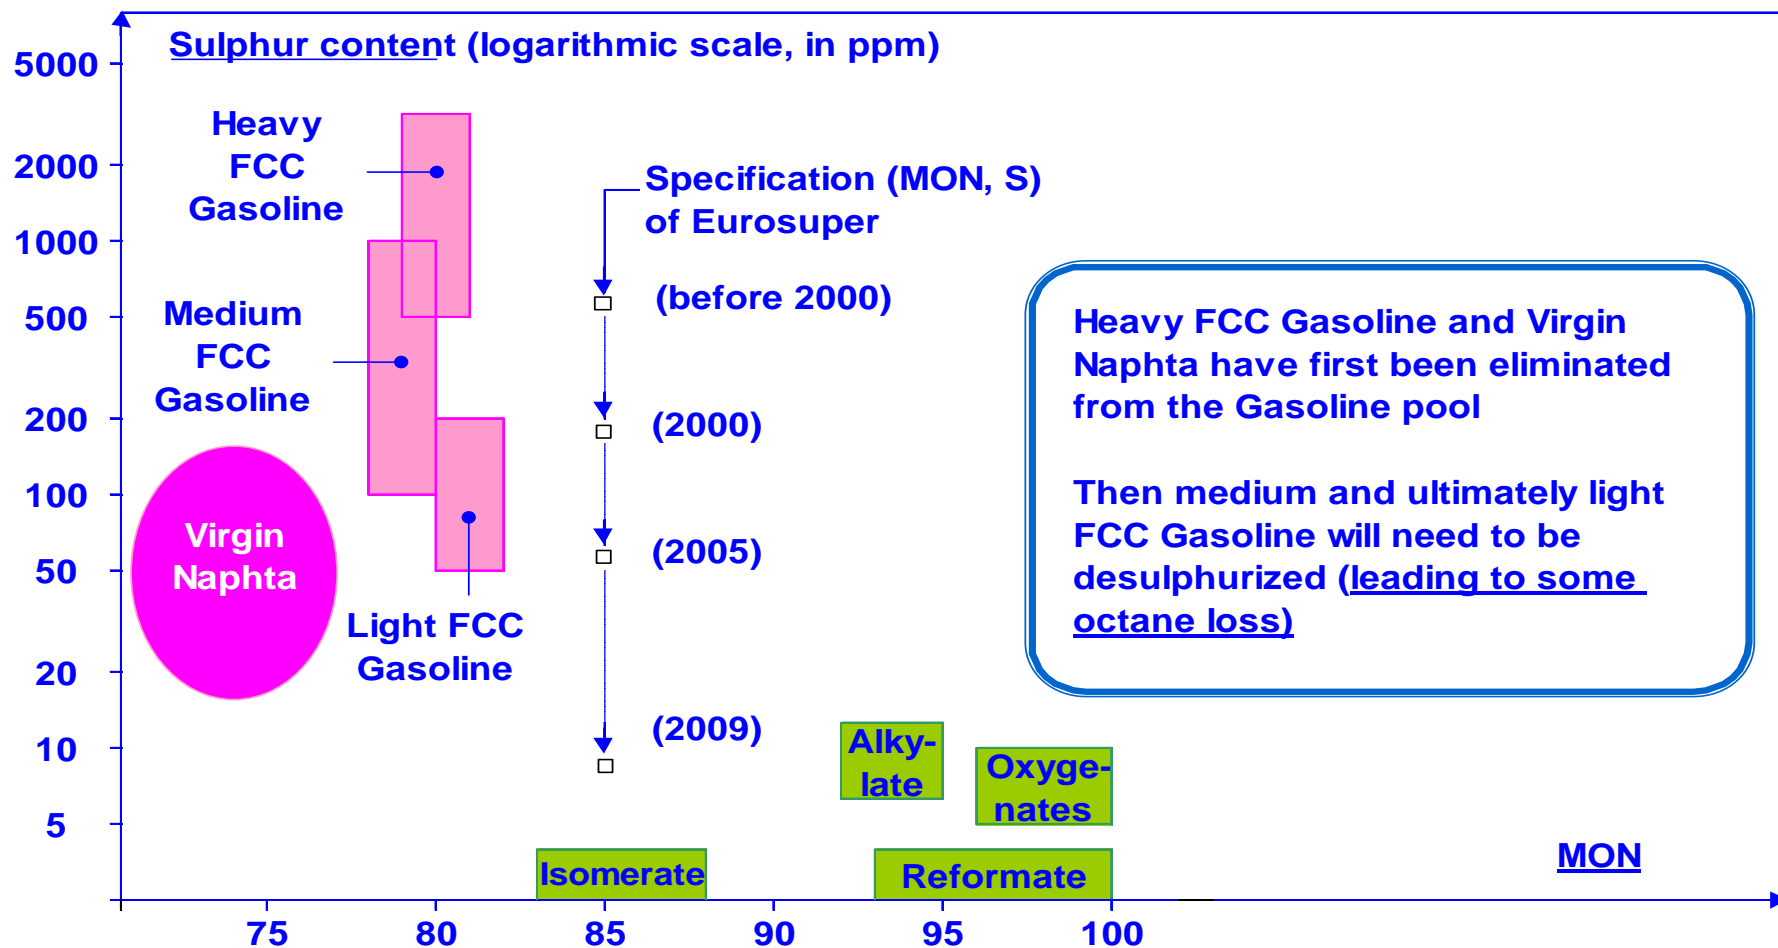 Sulphur content (logarithmic scale, in ppm)
5000
2000
1000
500
200
100
50
20
10
5
Heavy
FCC
Gasoline
Medium
FCC
Gasoline
Virgin
Naphta
Light FCC
Gasoline
Specification (MON, S)
of Eurosuper
(before 2000)
(2000)
(2005)
(2009)
Heavy FCC Gasoline and Virgin
Naphta have first been eliminated
from the Gasoline pool
Then medium and ultimately light
FCC Gasoline will need to be
desulphurized (leading to some
octane loss)
Alky-
late
Oxyge-
nates
Isomerate
Reformate
MON
75 80 85 90 95 100